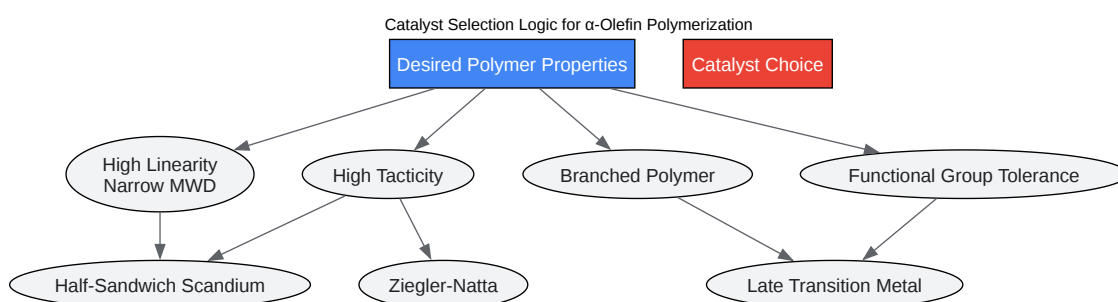 Catalyst Selection Logic for α-Olefin Polymerization
Desired Polymer Properties
Catalyst Choice
High Linearity
Narrow MWD
High Tacticity
Branched Polymer
Functional Group Tolerance
Half-Sandwich Scandium
Ziegler-Natta
Late Transition Metal